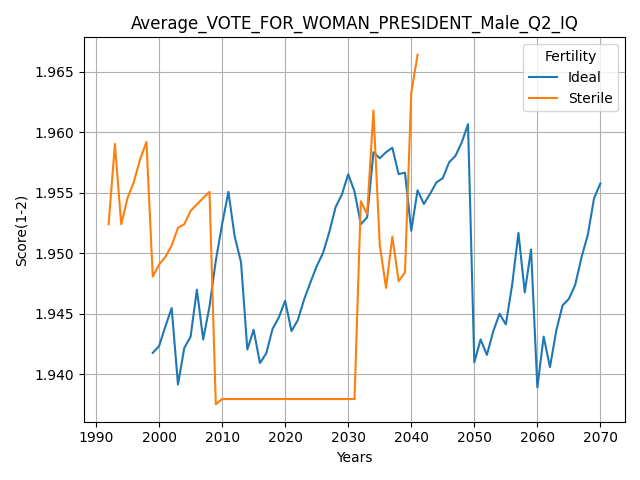 Average_VOTE_FOR_WOMAN_PRESIDENT_Male_Q2_IQ
Fertility
Ideal
Sterile
Score(1-2)
1.965
1.960
1.955
1.950
1.945
1.940
1990 2000 2010 2020 2030 2040 2050 2060 2070
Years